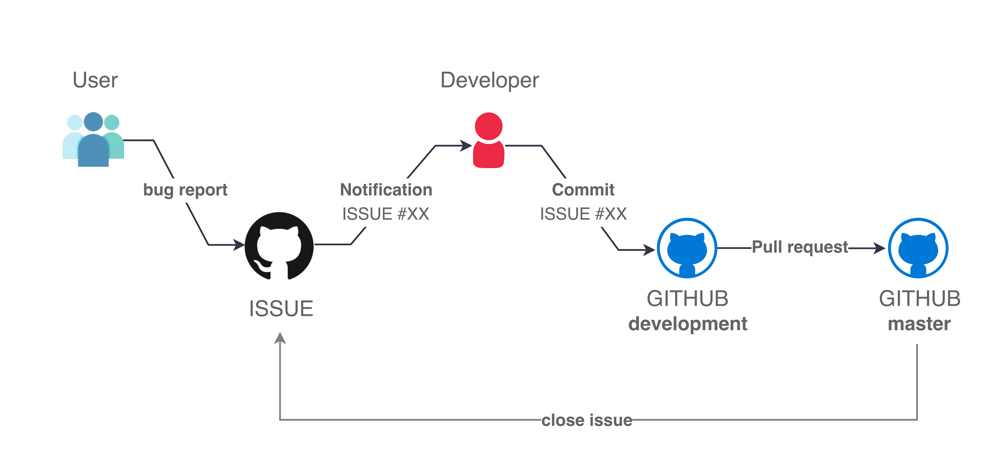 User
Developer
bug report
Notification
ISSUE #XX
Commit
ISSUE #XX
Pull request
ISSUE
GITHUB
development
GITHUB
master
close issue